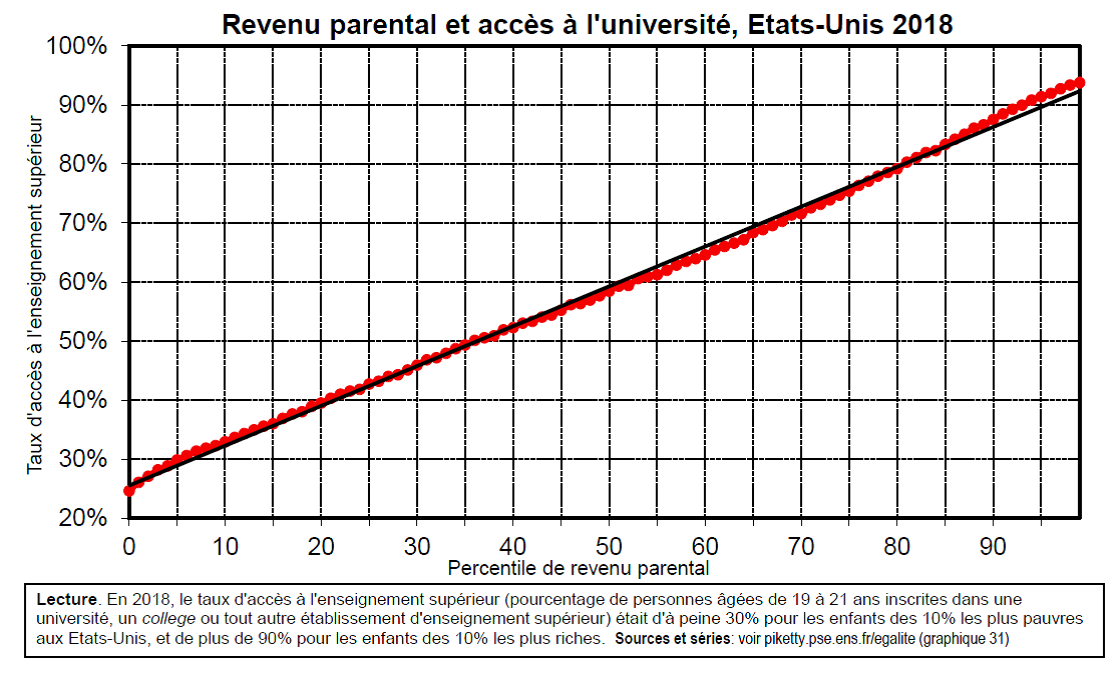 Revenu parental et accès à l'université, Etats-Unis 2018
Taux d'accès à l'enseignement supérieur
100%
90%
80%
70%
60%
50%
40%
30%
20%
0 10 20 30 40 50 60 70 80 90
Percentile de revenu parental
Lecture. En 2018, le taux d'accès à l'enseignement supérieur (pourcentage de personnes âgées de 19 à 21 ans inscrites dans une
université, un college ou tout autre établissement d'enseignement supérieur) était d'à peine 30% pour les enfants des 10% les plus pauvres
aux Etats-Unis, et de plus de 90% pour les enfants des 10% les plus riches. Sources et séries: voir piketty.pse.ens.fr/egalite (graphique 31)